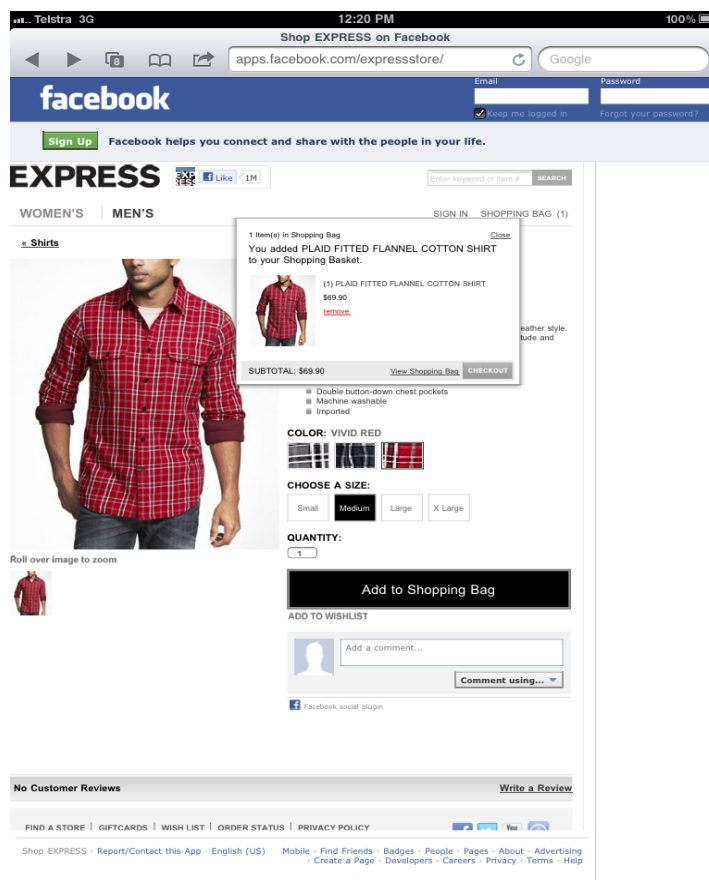 Telstra 3G 12:20 PM 100%
Shop EXPRESS on Facebook
8 apps.facebook.com/expressstore/ Google
facebook
Email Password
Keep me logged in Forgot your password?
Sign Up Facebook helps you connect and share with the people in your life.
EXPRESS EXPRESS Like 1M Enter keyword or item # SEARCH
WOMEN'S MEN'S SIGN IN SHOPPING BAG (1)
« Shirts
1 Item(s) in Shopping Bag Close
You added PLAID FITTED FLANNEL COTTON SHIRT
to your Shopping Basket.
(1) PLAID FITTED FLANNEL COTTON SHIRT
$69.90
remove
eather style.
tude and
SUBTOTAL: $69.90 View Shopping Bag CHECKOUT
Double button-down chest pockets
Machine washable
Imported
COLOR: VIVID RED
CHOOSE A SIZE:
Small Medium Large X Large
QUANTITY:
1
Roll over image to zoom
Add to Shopping Bag
ADD TO WISHLIST
Add a comment...
Comment using...
Facebook social plugin
No Customer Reviews Write a Review
FIND A STORE | GIFTCARDS | WISH LIST | ORDER STATUS | PRIVACY POLICY You
Shop EXPRESS · Report/Contact this App · English (US) Mobile · Find Friends · Badges · People · Pages · About · Advertising
· Create a Page · Developers · Careers · Privacy · Terms · Help